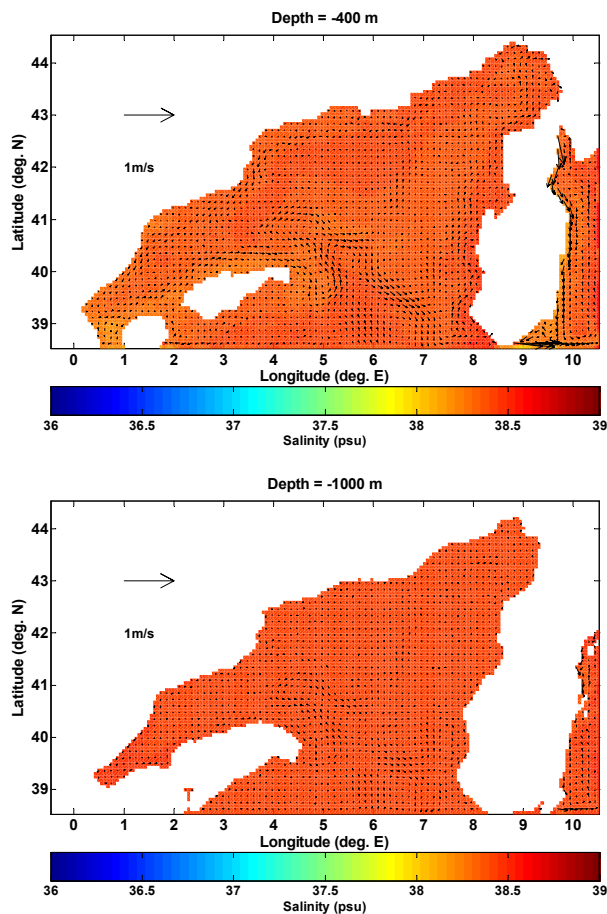 Depth = -400 m
44
43
42
41
40
39
Latitude (deg. N)
1m/s
0 1 2 3 4 5 6 7 8 9 10
Longitude (deg. E)
36 36.5 37 37.5 38 38.5 39
Salinity (psu)
Depth = -1000 m
44
43
42
41
40
39
Latitude (deg. N)
1m/s
0 1 2 3 4 5 6 7 8 9 10
Longitude (deg. E)
36 36.5 37 37.5 38 38.5 39
Salinity (psu)